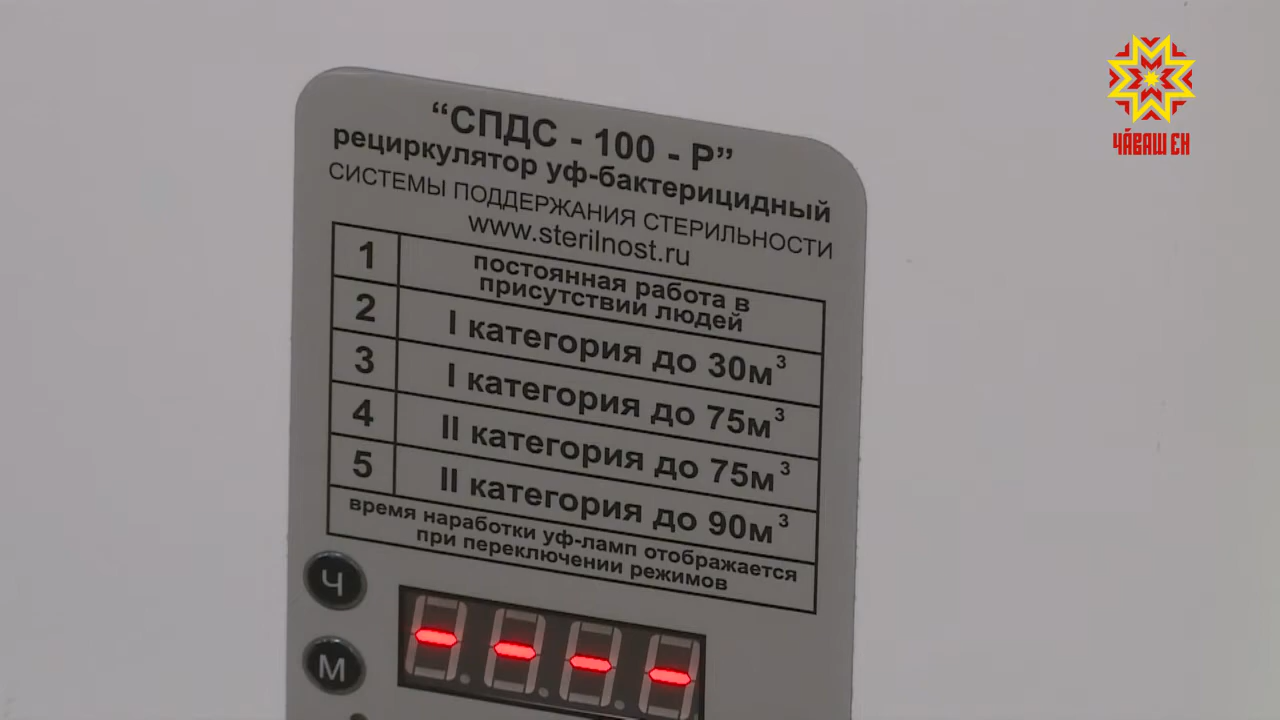 “СПДС - 100 - Р”
рециркулятор уф-бактерицидный
СИСТЕМЫ ПОДДЕРЖАНИЯ СТЕРИЛЬНОСТИ
www.sterilnost.ru
1 постоянная работа в
присутствии людей
2 I категория до 30м³
3 I категория до 75м³
4 II категория до 75м³
5 II категория до 90м³
время наработки уф-ламп отображается
при переключении режимов
Ч
М
- - - -
ЧӐВАШ ЕН